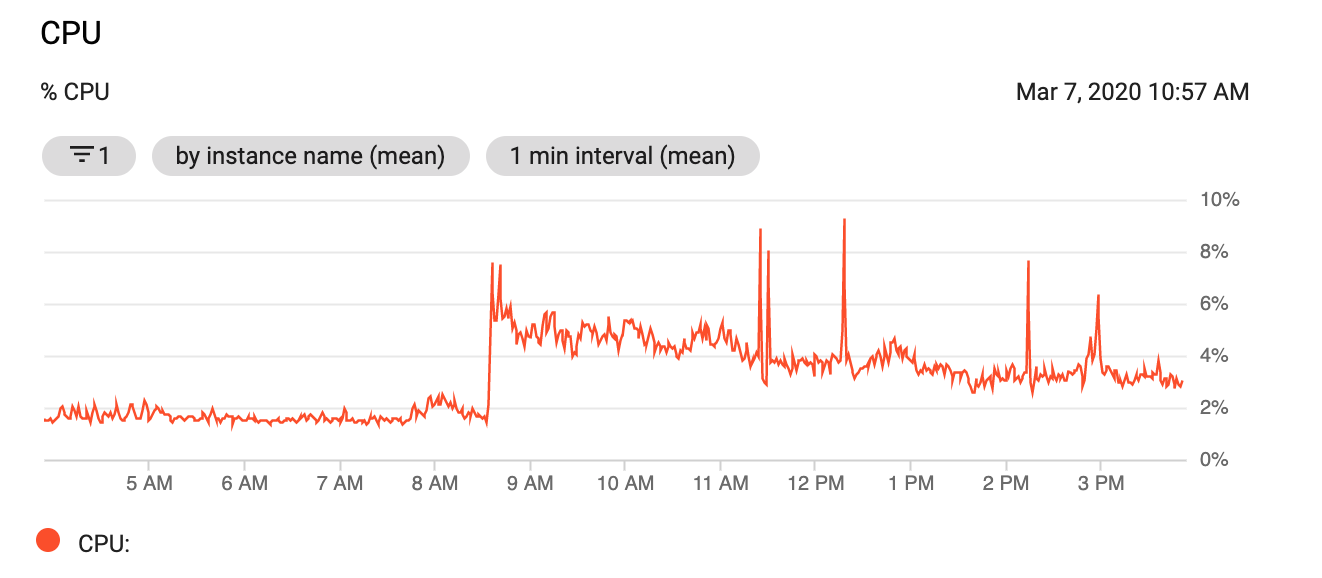 CPU
% CPU Mar 7, 2020 10:57 AM
1 by instance name (mean) 1 min interval (mean)
10%
8%
6%
4%
2%
0%
5 AM 6 AM 7 AM 8 AM 9 AM 10 AM 11 AM 12 PM 1 PM 2 PM 3 PM
CPU: